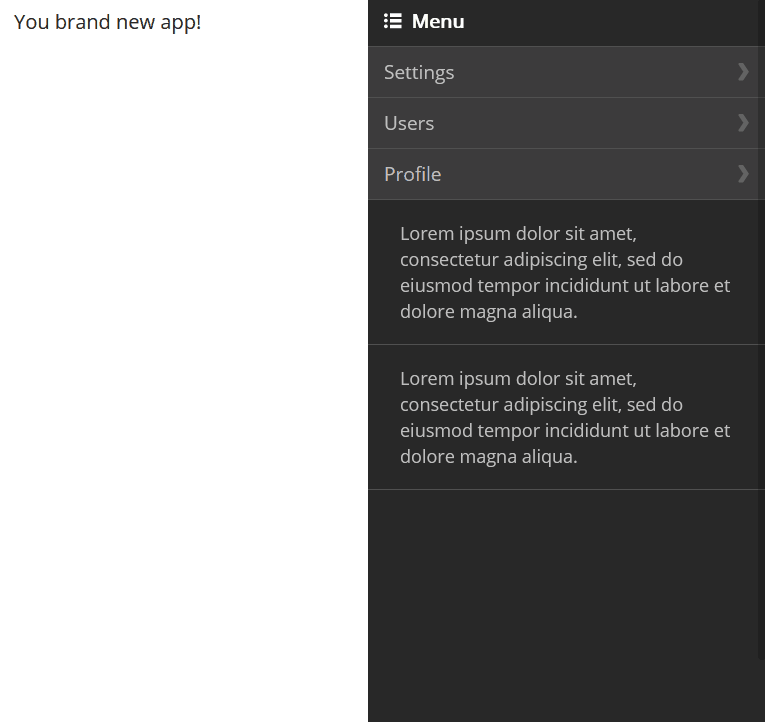 You brand new app!
Menu
Settings
Users
Profile
Lorem ipsum dolor sit amet,
consectetur adipiscing elit, sed do
eiusmod tempor incididunt ut labore et
dolore magna aliqua.
Lorem ipsum dolor sit amet,
consectetur adipiscing elit, sed do
eiusmod tempor incididunt ut labore et
dolore magna aliqua.